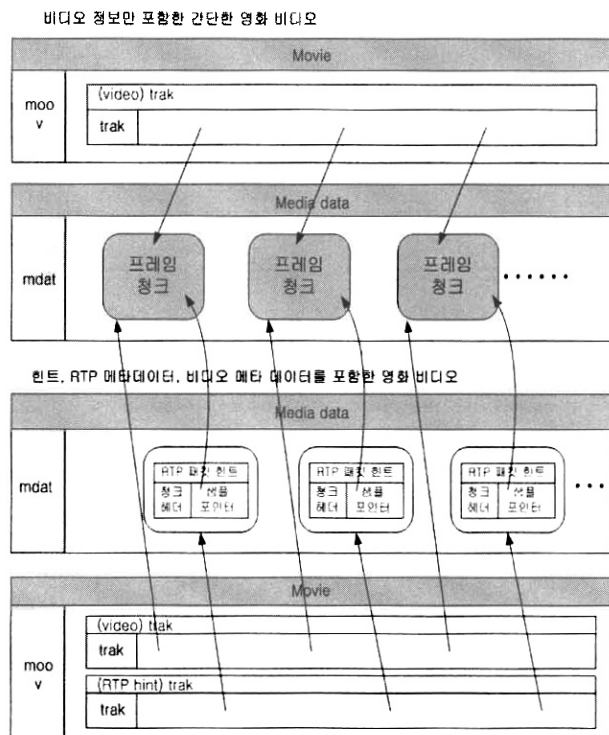 비디오 정보만 포함한 간단한 영화 비디오
Movie
moo
v
(video) trak
trak
Media data
mdat
프레임
청크
프레임
청크
프레임
청크
······
힌트, RTP 메타데이터, 비디오 메타 데이터를 포함한 영화 비디오
Media data
mdat
RTP 패킷 힌트
청크
헤더
샘플
포인터
RTP 패킷 힌트
청크
헤더
샘플
포인터
RTP 패킷 힌트
청크
헤더
샘플
포인터
···
Movie
moo
v
(video) trak
trak
(RTP hint) trak
trak